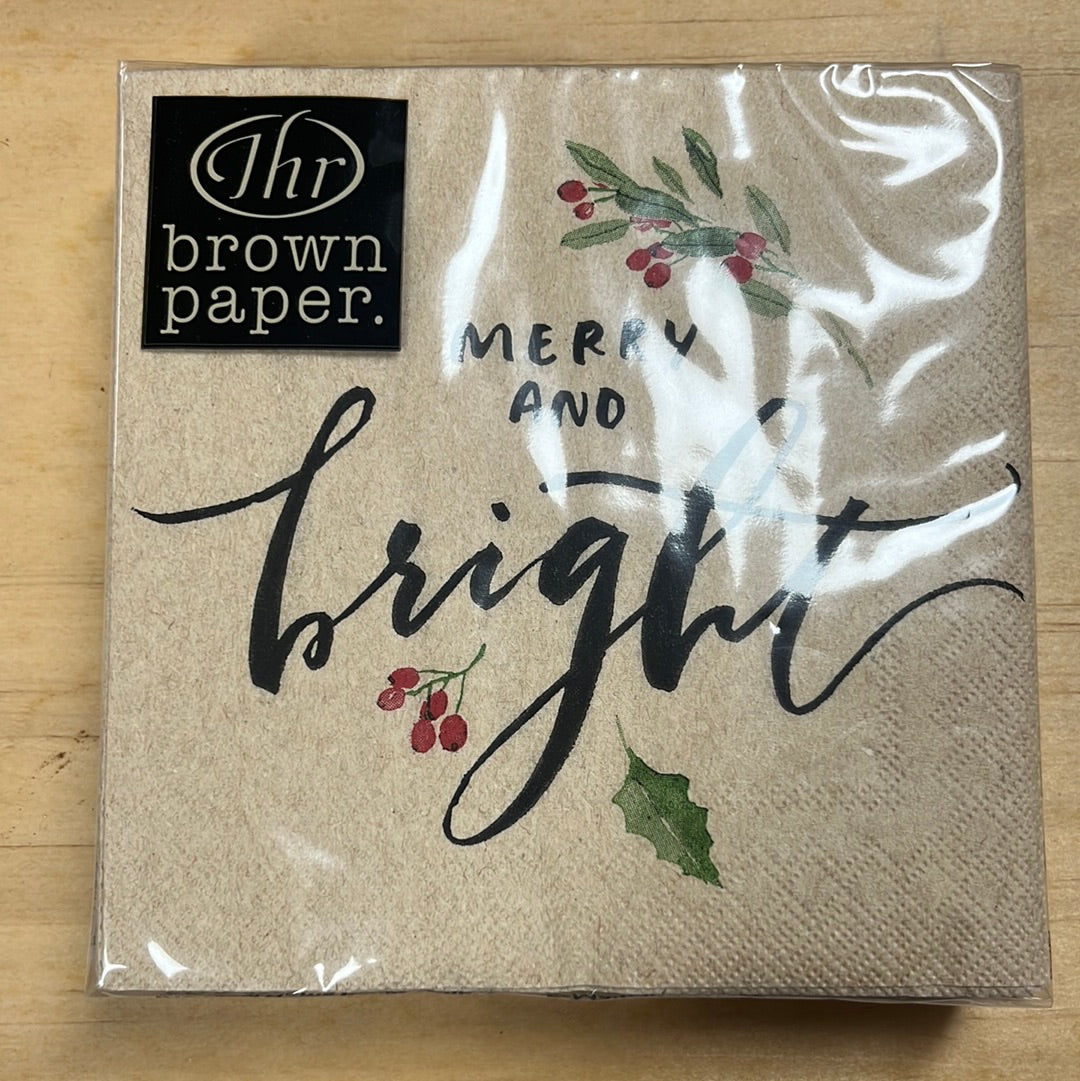 Ihr
brown
paper.
MERRY
AND
bright